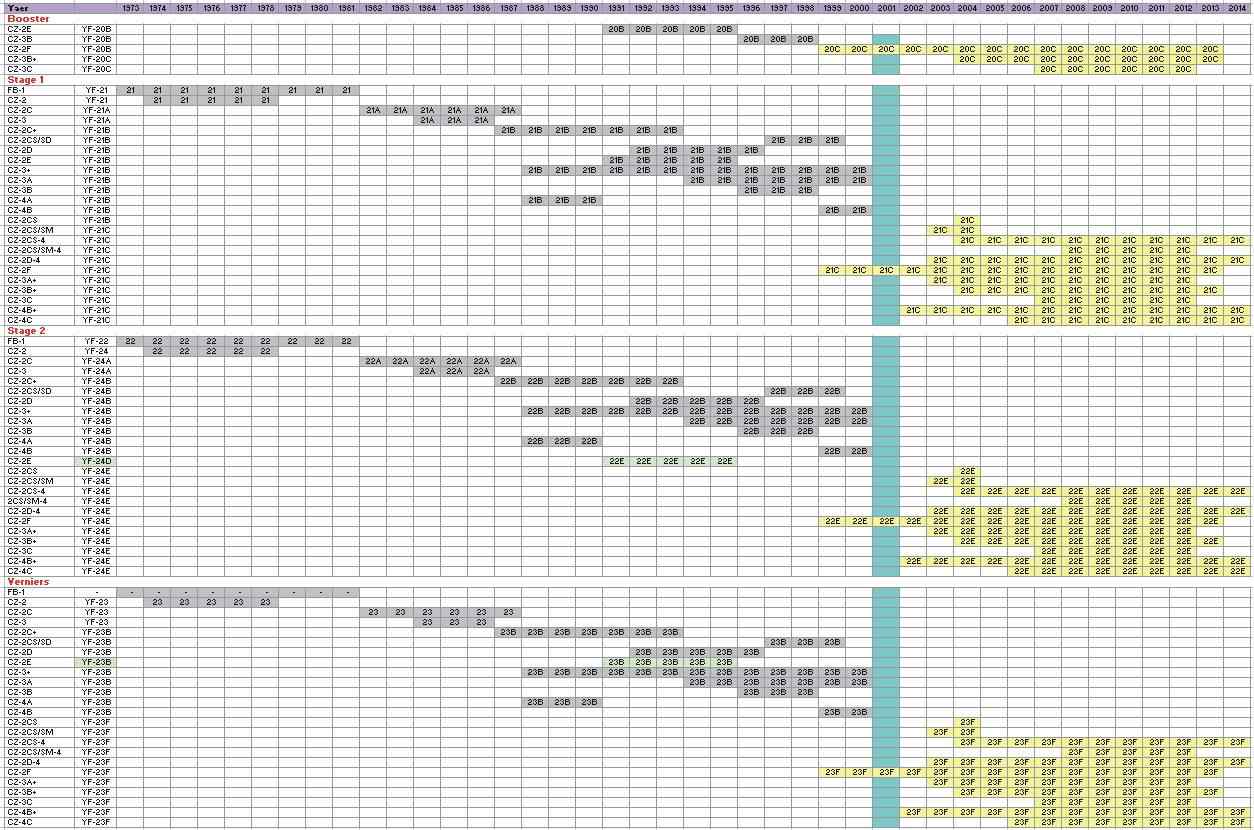 Yaer 1973 1974 1975 1976 1977 1978 1979 1980 1981 1982 1983 1984 1985 1986 1987 1988 1989 1990 1991 1992 1993 1994 1995 1996 1997 1998 1999 2000 2001 2002 2003 2004 2005 2006 2007 2008 2009 2010 2011 2012 2013 2014
Booster
CZ-2E YF-20B 20B 20B 20B 20B 20B
CZ-3B YF-20B 20B 20B 20B
CZ-2F YF-20B 20C 20C 20C 20C 20C 20C 20C 20C 20C 20C 20C 20C 20C 20C 20C
CZ-3B+ YF-20C 20C 20C 20C 20C 20C 20C 20C 20C 20C 20C
CZ-3C YF-20C 20C 20C 20C 20C 20C 20C
Stage 1
FB-1 YF-21 21 21 21 21 21 21 21 21 21
CZ-2 YF-21 21 21 21 21 21
CZ-2C YF-21A 21A 21A 21A 21A 21A 21A
CZ-3 YF-21A 21A 21A 21A
CZ-2C+ YF-21B 21B 21B 21B 21B 21B 21B 21B
CZ-2CS/SD YF-21B 21B 21B 21B
CZ-2D YF-21B 21B 21B 21B 21B 21B
CZ-2E YF-21B 21B 21B 21B 21B 21B
CZ-3+ YF-21B 21B 21B 21B 21B 21B 21B 21B 21B 21B 21B 21B 21B 21B
CZ-3A YF-21B 21B 21B 21B 21B 21B 21B 21B
CZ-3B YF-21B 21B 21B 21B
CZ-4A YF-21B 21B 21B 21B
CZ-4B YF-21B 21B 21B
CZ-2CS YF-21B 21C
CZ-2CS/SM YF-21C 21C 21C
CZ-2CS-4 YF-21C 21C 21C 21C 21C 21C 21C 21C 21C 21C 21C 21C
CZ-2CS/SM-4 YF-21C 21C 21C 21C 21C 21C
CZ-2D-4 YF-21C 21C 21C 21C 21C 21C 21C 21C 21C 21C 21C 21C 21C
CZ-2F YF-21C 21C 21C 21C 21C 21C 21C 21C 21C 21C 21C 21C 21C 21C 21C 21C
CZ-3A+ YF-21C 21C 21C 21C 21C 21C 21C 21C 21C 21C 21C
CZ-3B+ YF-21C 21C 21C 21C 21C 21C 21C 21C 21C 21C 21C
CZ-3C YF-21C 21C 21C 21C 21C 21C 21C
CZ-4B+ YF-21C 21C 21C 21C 21C 21C 21C 21C 21C 21C 21C 21C 21C 21C
CZ-4C YF-21C 21C 21C 21C 21C 21C 21C 21C 21C 21C
Stage 2
FB-1 YF-22 22 22 22 22 22 22 22 22 22
CZ-2 YF-24 22 22 22 22 22
CZ-2C YF-24A 22A 22A 22A 22A 22A 22A
CZ-3 YF-24A 22A 22A 22A
CZ-2C+ YF-24B 22B 22B 22B 22B 22B 22B 22B
CZ-2CS/SD YF-24B 22B 22B 22B
CZ-2D YF-24B 22B 22B 22B 22B 22B
CZ-3+ YF-24B 22B 22B 22B 22B 22B 22B 22B 22B 22B 22B 22B 22B 22B
CZ-3A YF-24B 22B 22B 22B 22B 22B 22B 22B
CZ-3B YF-24B 22B 22B 22B
CZ-4A YF-24B 22B 22B 22B
CZ-4B YF-24B 22B 22B
CZ-2E YF-24D 22E 22E 22E 22E 22E
CZ-2CS YF-24E 22E
CZ-2CS/SM YF-24E 22E 22E
CZ-2CS-4 YF-24E 22E 22E 22E 22E 22E 22E 22E 22E 22E 22E 22E
2CS/SM-4 YF-24E 22E 22E 22E 22E 22E
CZ-2D-4 YF-24E 22E 22E 22E 22E 22E 22E 22E 22E 22E 22E 22E 22E
CZ-2F YF-24E 22E 22E 22E 22E 22E 22E 22E 22E 22E 22E 22E 22E 22E 22E 22E
CZ-3A+ YF-24E 22E 22E 22E 22E 22E 22E 22E 22E 22E 22E
CZ-3B+ YF-24E 22E 22E 22E 22E 22E 22E 22E 22E 22E 22E
CZ-3C YF-24E 22E 22E 22E 22E 22E 22E
CZ-4B+ YF-24E 22E 22E 22E 22E 22E 22E 22E 22E 22E 22E 22E 22E 22E
CZ-4C YF-24E 22E 22E 22E 22E 22E 22E 22E 22E 22E
Verniers
FB-1 - - - - - - - - - -
CZ-2 YF-23 23 23 23 23 23
CZ-2C YF-23 23 23 23 23 23 23
CZ-3 YF-23 23 23 23
CZ-2C+ YF-23B 23B 23B 23B 23B 23B 23B 23B
CZ-2CS/SD YF-23B 23B 23B 23B
CZ-2D YF-23B 23B 23B 23B 23B 23B
CZ-2E YF-23B 23B 23B 23B 23B 23B
CZ-3+ YF-23B 23B 23B 23B 23B 23B 23B 23B 23B 23B 23B 23B 23B 23B
CZ-3A YF-23B 23B 23B 23B 23B 23B 23B 23B
CZ-3B YF-23B 23B 23B 23B
CZ-4A YF-23B 23B 23B 23B
CZ-4B YF-23B 23B 23B
CZ-2CS YF-23F 23F
CZ-2CS/SM YF-23F 23F 23F
CZ-2CS-4 YF-23F 23F 23F 23F 23F 23F 23F 23F 23F 23F 23F 23F
CZ-2CS/SM-4 YF-23F 23F 23F 23F 23F 23F
CZ-2D-4 YF-23F 23F 23F 23F 23F 23F 23F 23F 23F 23F 23F 23F 23F
CZ-2F YF-23F 23F 23F 23F 23F 23F 23F 23F 23F 23F 23F 23F 23F 23F 23F 23F
CZ-3A+ YF-23F 23F 23F 23F 23F 23F 23F 23F 23F 23F 23F
CZ-3B+ YF-23F 23F 23F 23F 23F 23F 23F 23F 23F 23F 23F
CZ-3C YF-23F 23F 23F 23F 23F 23F 23F
CZ-4B+ YF-23F 23F 23F 23F 23F 23F 23F 23F 23F 23F 23F 23F 23F 23F
CZ-4C YF-23F 23F 23F 23F 23F 23F 23F 23F 23F 23F